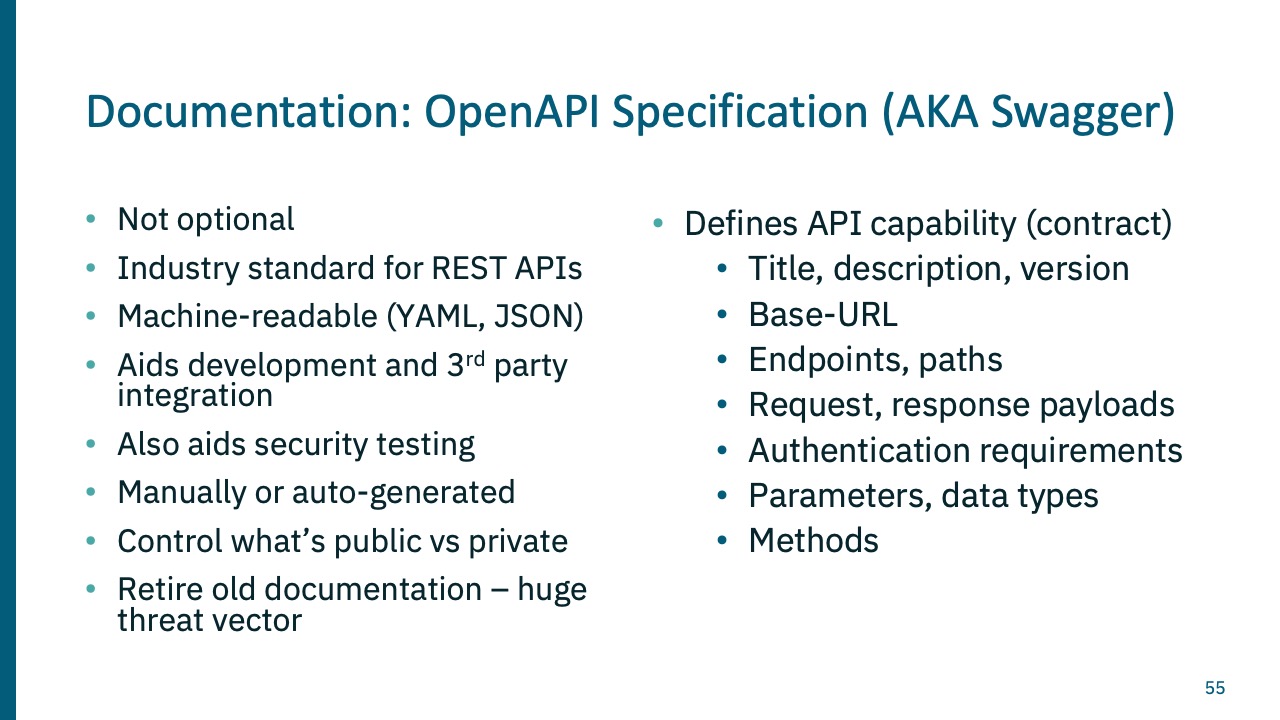 Documentation: OpenAPI Specification (AKA Swagger)
• Not optional
• Industry standard for REST APIs
• Machine-readable (YAML, JSON)
• Aids development and 3rd party
integration
• Also aids security testing
• Manually or auto-generated
• Control what’s public vs private
• Retire old documentation – huge
threat vector
• Defines API capability (contract)
• Title, description, version
• Base-URL
• Endpoints, paths
• Request, response payloads
• Authentication requirements
• Parameters, data types
• Methods
55